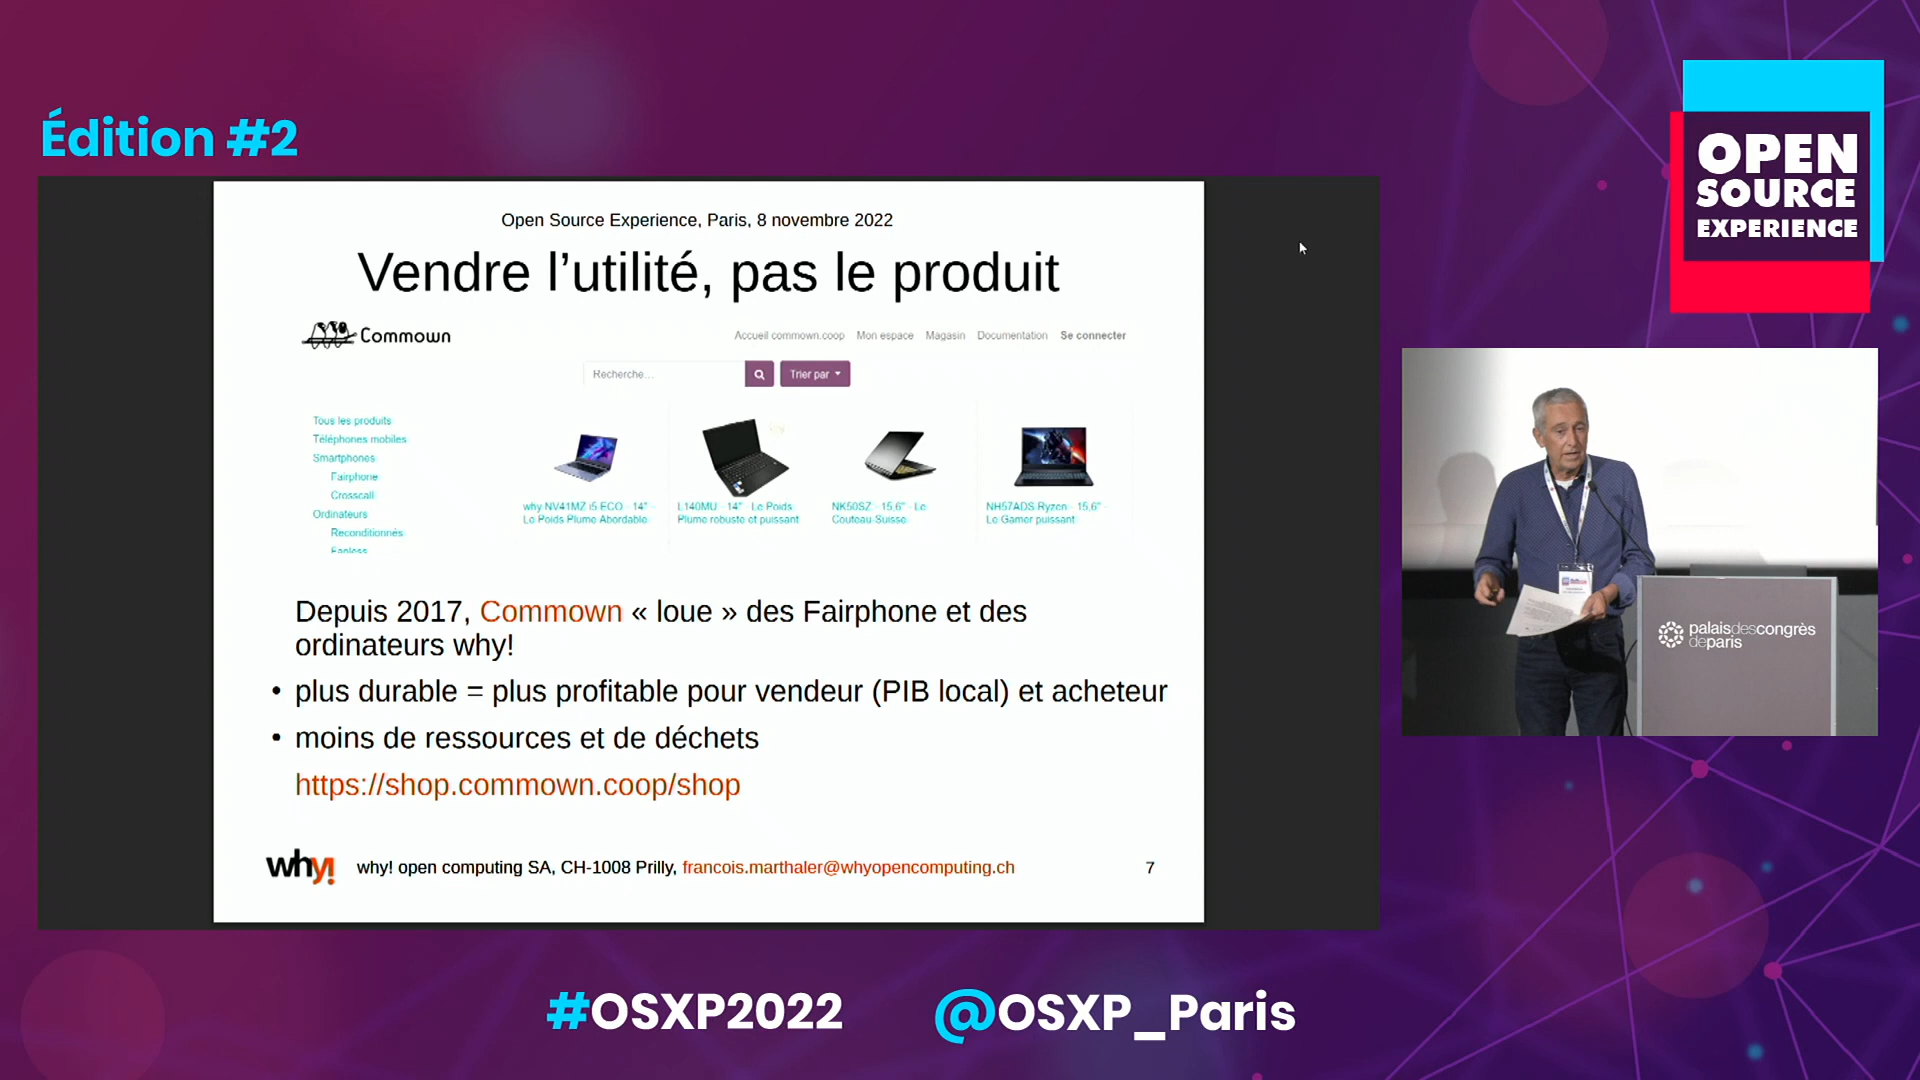 Édition #2
OPEN
SOURCE
EXPERIENCE
Open Source Experience, Paris, 8 novembre 2022
Vendre l’utilité, pas le produit
Commown
Accueil commown.coop Mon espace Magasin Documentation Se connecter
Recherche...
Trier par
Tous les produits
Téléphones mobiles
Smartphones
Fairphone
Crosscall
Ordinateurs
Reconditionnés
Fanless
why NV41MZ i5 ECO - 14" -
Le Poids Plume Abordable
L140MU - 14" - Le Poids
Plume robuste et puissant
NK50SZ - 15,6" - Le
Couteau-Suisse
NH57ADS Ryzen - 15,6" -
Le Gamer puissant
Depuis 2017, Commown « loue » des Fairphone et des
ordinateurs why!
• plus durable = plus profitable pour vendeur (PIB local) et acheteur
• moins de ressources et de déchets
https://shop.commown.coop/shop
why!
why! open computing SA, CH-1008 Prilly, francois.marthaler@whyopencomputing.ch
7
palaisdescongrès
deparis
#OSXP2022
@OSXP_Paris